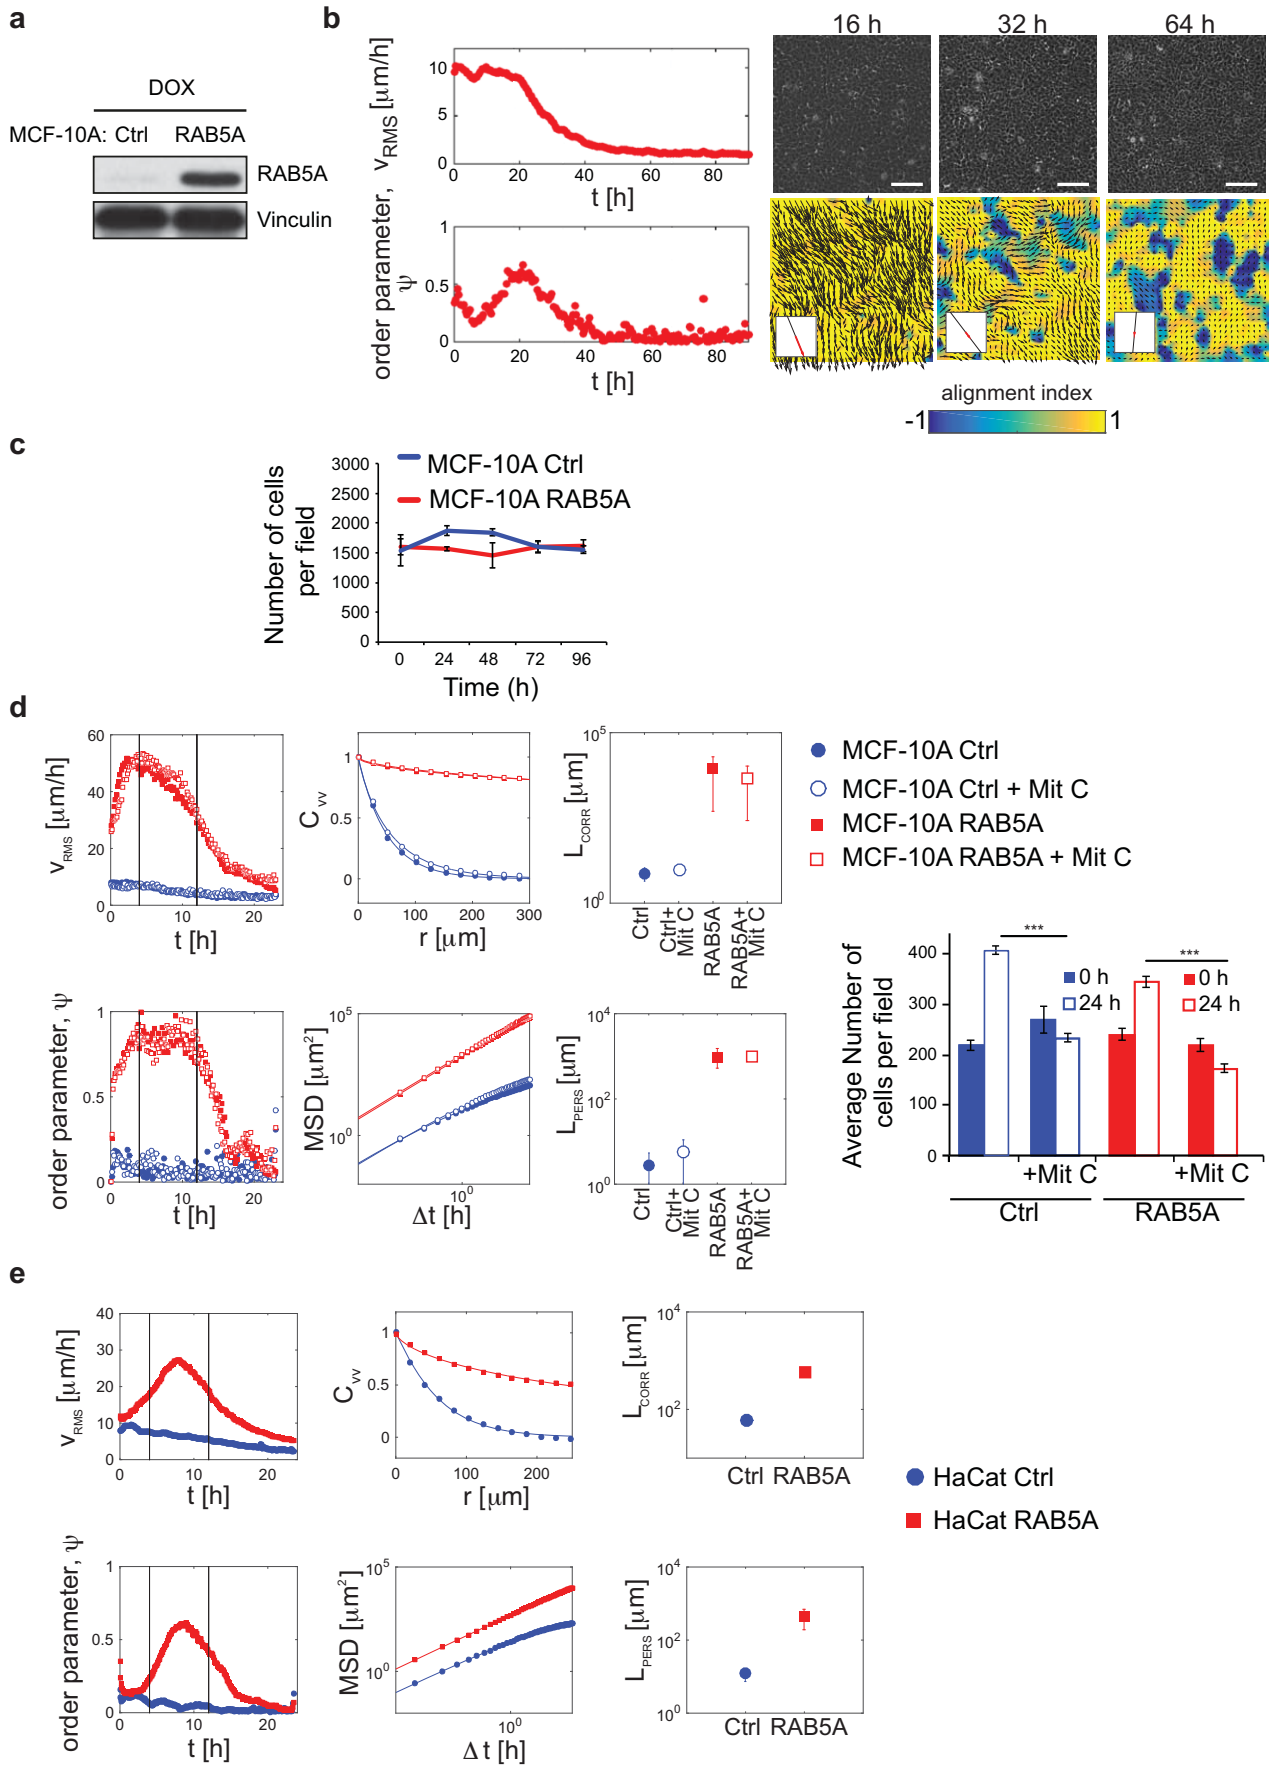 a
DOX
MCF-10A: Ctrl RAB5A
RAB5A
Vinculin
b
16 h 32 h 64 h
vRMS [μm/h]
10
5
0
0 20 40 60 80
t [h]
order parameter, ψ
1
0.5
0
0 20 40 60 80
t [h]
alignment index
-1 1
c
Number of cells per field
3000
2500
2000
1500
1000
500
0
0 24 48 72 96
Time (h)
MCF-10A Ctrl
MCF-10A RAB5A
d
vRMS [μm/h]
60
40
20
0
0 10 20
t [h]
Cvv
1
0.5
0
0 100 200 300
r [μm]
LCORR [μm]
10^5
10^0
Ctrl
Ctrl+ Mit C
RAB5A
RAB5A+ Mit C
MCF-10A Ctrl
MCF-10A Ctrl + Mit C
MCF-10A RAB5A
MCF-10A RAB5A + Mit C
order parameter, ψ
1
0.5
0
0 10 20
t [h]
MSD [μm²]
10^5
10^0
10^0
Δt [h]
LPERS [μm]
10^4
10^2
10^0
Ctrl
Ctrl+ Mit C
RAB5A
RAB5A+ Mit C
Average Number of cells per field
400
300
200
100
0
*** ***
0 h 0 h
24 h 24 h
+Mit C +Mit C
Ctrl RAB5A
e
vRMS [μm/h]
40
30
20
10
0
0 10 20
t [h]
Cvv
1
0.5
0
0 100 200
r [μm]
LCORR [μm]
10^4
10^2
Ctrl RAB5A
HaCat Ctrl
HaCat RAB5A
order parameter, ψ
1
0.5
0
0 10 20
t [h]
MSD [μm²]
10^5
10^0
10^0
Δ t [h]
LPERS [μm]
10^4
10^2
10^0
Ctrl RAB5A